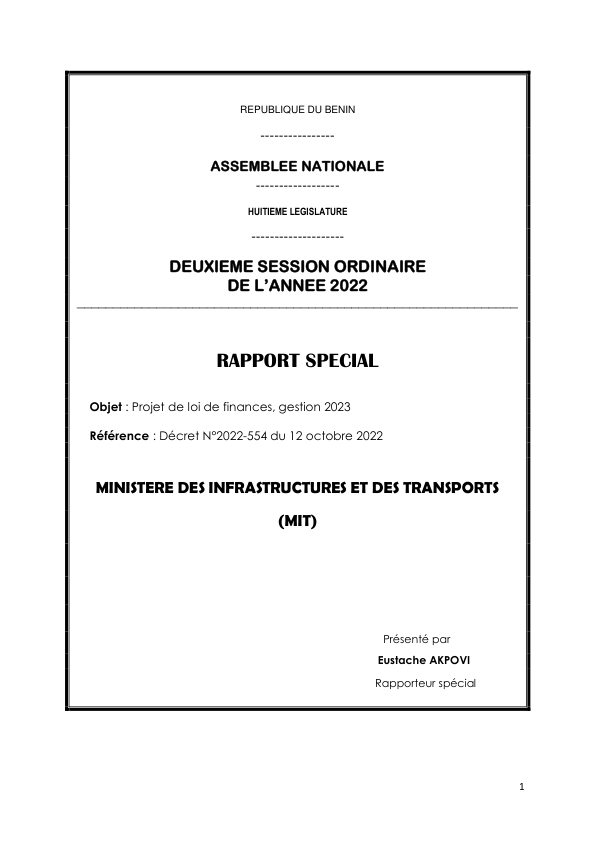 REPUBLIQUE DU BENIN
----------------
ASSEMBLEE NATIONALE
------------------
HUITIEME LEGISLATURE
--------------------
DEUXIEME SESSION ORDINAIRE
DE L'ANNEE 2022
RAPPORT SPECIAL
Objet : Projet de loi de finances, gestion 2023
Référence : Décret N°2022-554 du 12 octobre 2022
MINISTERE DES INFRASTRUCTURES ET DES TRANSPORTS
(MIT)
Présenté par
Eustache AKPOVI
Rapporteur spécial
1